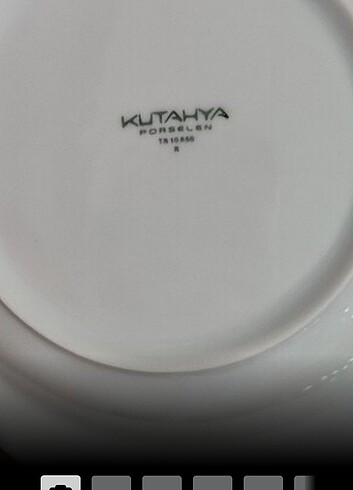 KUTAHYA
PORSELEN
TS 10 850
R